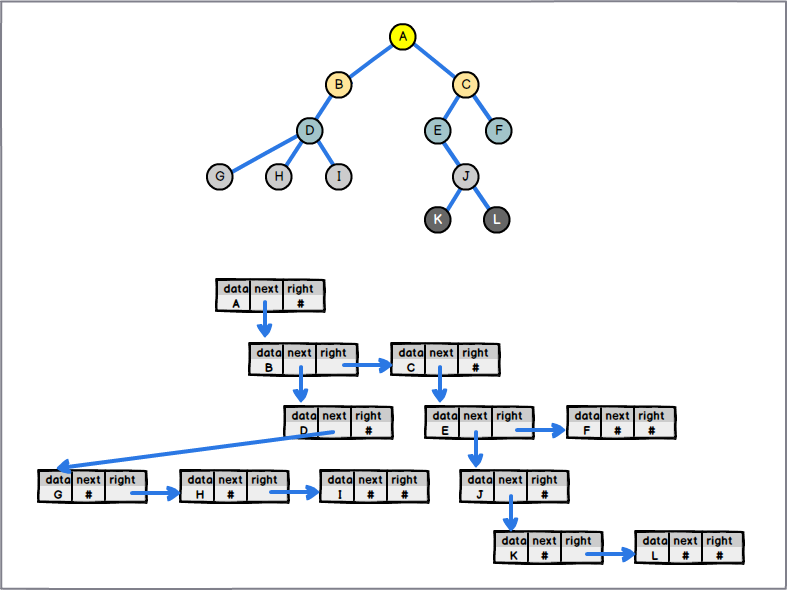 A
B C
D E F
G H I J
K L
data next right
A #
data next right data next right
B C #
data next right data next right data next right
D # E F # #
data next right data next right data next right data next right
G # H # I # # J #
data next right data next right
K # L # #